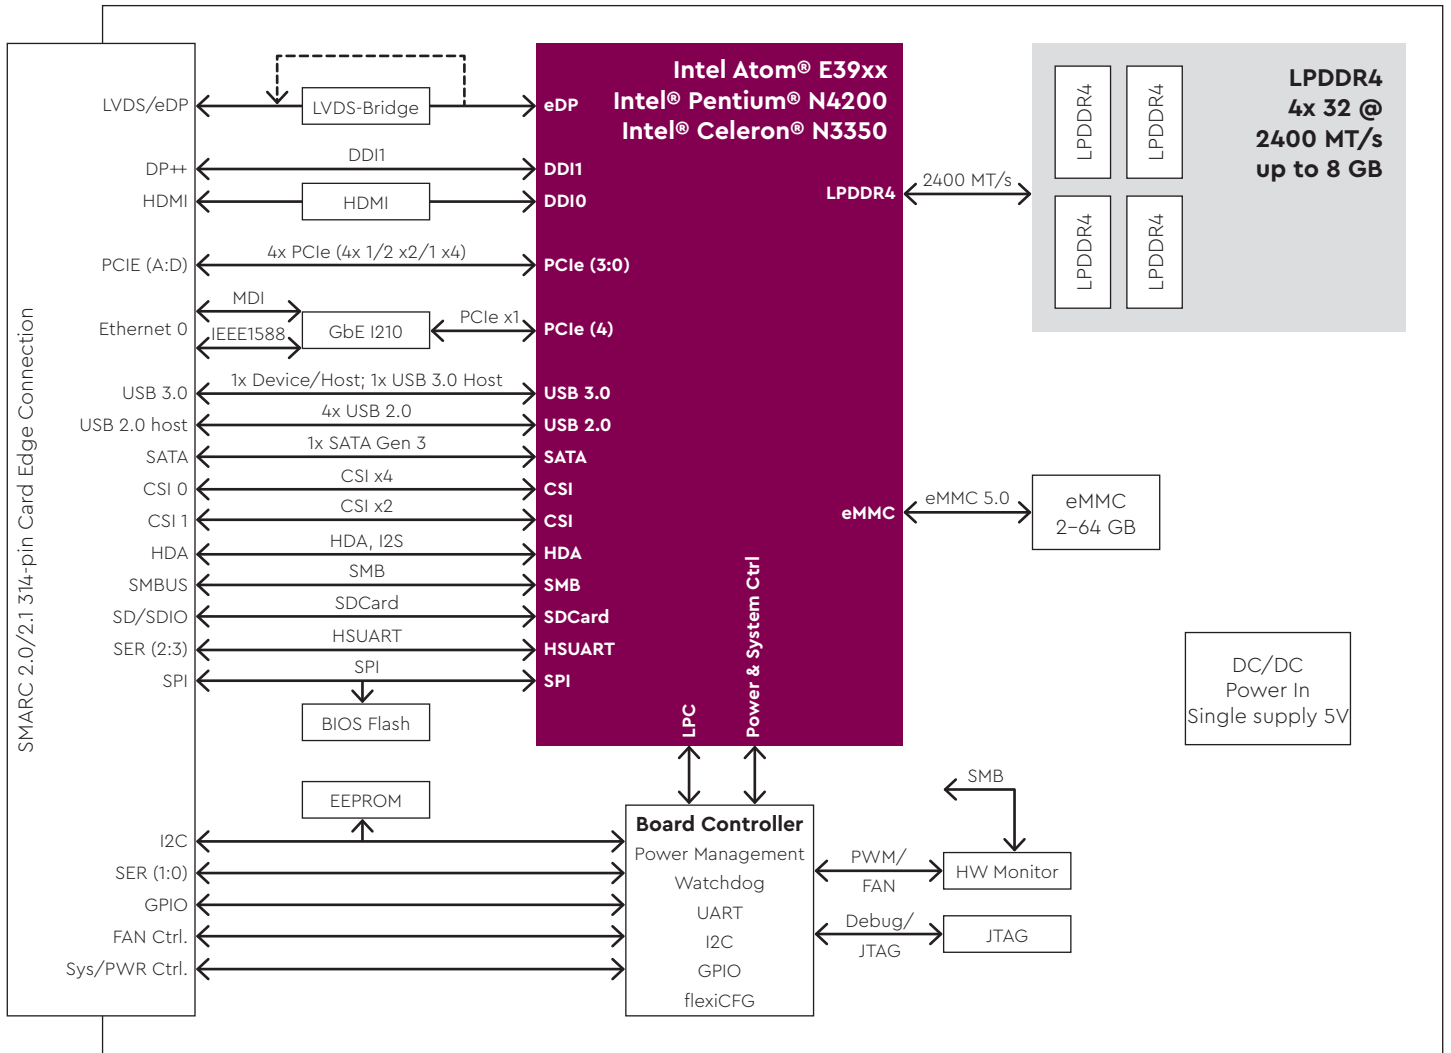 SMARC 2.0/2.1 314-pin Card Edge Connection
LVDS/eDP
LVDS-Bridge
eDP
DP++
DDI1
DDI1
HDMI
HDMI
DDI0
PCIE (A:D)
4x PCIe (4x 1/2 x2/1 x4)
PCIe (3:0)
MDI
Ethernet 0
IEEE1588
GbE I210
PCIe x1
PCIe (4)
USB 3.0
1x Device/Host; 1x USB 3.0 Host
USB 3.0
USB 2.0 host
4x USB 2.0
USB 2.0
SATA
1x SATA Gen 3
SATA
CSI 0
CSI x4
CSI
CSI 1
CSI x2
CSI
HDA
HDA, I2S
HDA
SMBUS
SMB
SMB
SD/SDIO
SDCard
SDCard
SER (2:3)
HSUART
HSUART
SPI
SPI
SPI
BIOS Flash
Intel Atom® E39xx
Intel® Pentium® N4200
Intel® Celeron® N3350
LPDDR4
2400 MT/s
LPDDR4
LPDDR4
LPDDR4
LPDDR4
LPDDR4
4x 32 @
2400 MT/s
up to 8 GB
eMMC
eMMC 5.0
eMMC
2-64 GB
LPC
Power & System Ctrl
DC/DC
Power In
Single supply 5V
EEPROM
I2C
SER (1:0)
GPIO
FAN Ctrl.
Sys/PWR Ctrl.
Board Controller
Power Management
Watchdog
UART
I2C
GPIO
flexiCFG
SMB
PWM/
FAN
HW Monitor
Debug/
JTAG
JTAG